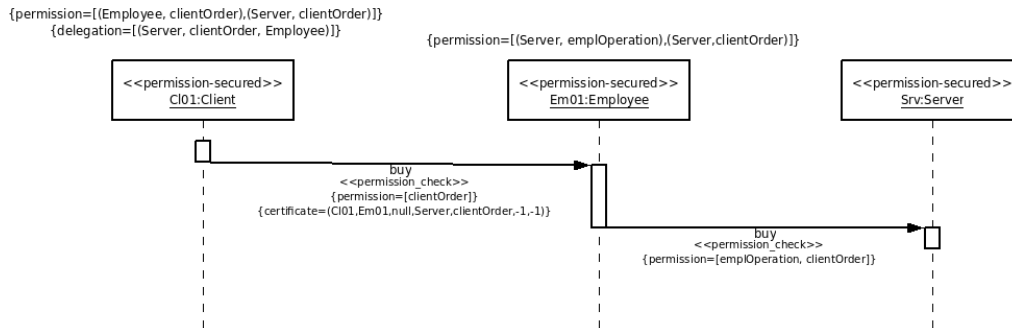 {permission=[(Employee, clientOrder),(Server, clientOrder)]}
{delegation=[(Server, clientOrder, Employee)]}
{permission=[(Server, emplOperation),(Server,clientOrder)]}
<<permission-secured>>
Cl01:Client
<<permission-secured>>
Em01:Employee
<<permission-secured>>
Srv:Server
buy
<<permission_check>>
{permission=[clientOrder]}
{certificate=(Cl01,Em01,null,Server,clientOrder,-1,-1)}
buy
<<permission_check>>
{permission=[emplOperation, clientOrder]}